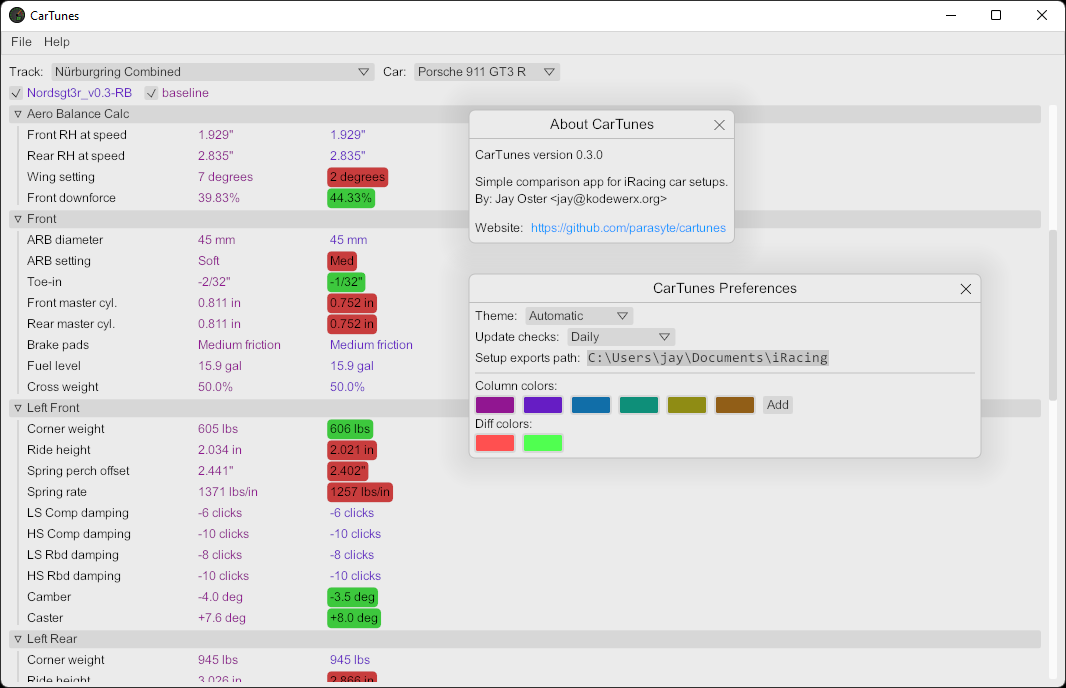 CarTunes
File Help
Track: Nürburgring Combined Car: Porsche 911 GT3 R
Nordsgt3r_v0.3-RB baseline
Aero Balance Calc
Front RH at speed 1.929" 1.929"
Rear RH at speed 2.835" 2.835"
Wing setting 7 degrees 2 degrees
Front downforce 39.83% 44.33%
Front
ARB diameter 45 mm 45 mm
ARB setting Soft Med
Toe-in -2/32" -1/32"
Front master cyl. 0.811 in 0.752 in
Rear master cyl. 0.811 in 0.752 in
Brake pads Medium friction Medium friction
Fuel level 15.9 gal 15.9 gal
Cross weight 50.0% 50.0%
Left Front
Corner weight 605 lbs 606 lbs
Ride height 2.034 in 2.021 in
Spring perch offset 2.441" 2.402"
Spring rate 1371 lbs/in 1257 lbs/in
LS Comp damping -6 clicks -6 clicks
HS Comp damping -10 clicks -10 clicks
LS Rbd damping -8 clicks -8 clicks
HS Rbd damping -10 clicks -10 clicks
Camber -4.0 deg -3.5 deg
Caster +7.6 deg +8.0 deg
Left Rear
Corner weight 945 lbs 945 lbs
Ride height 3.026 in 2.866 in
About CarTunes
CarTunes version 0.3.0
Simple comparison app for iRacing car setups.
By: Jay Oster <jay@kodewerx.org>
Website: https://github.com/parasyte/cartunes
CarTunes Preferences
Theme: Automatic
Update checks: Daily
Setup exports path: C:\Users\jay\Documents\iRacing
Column colors:
Add
Diff colors: